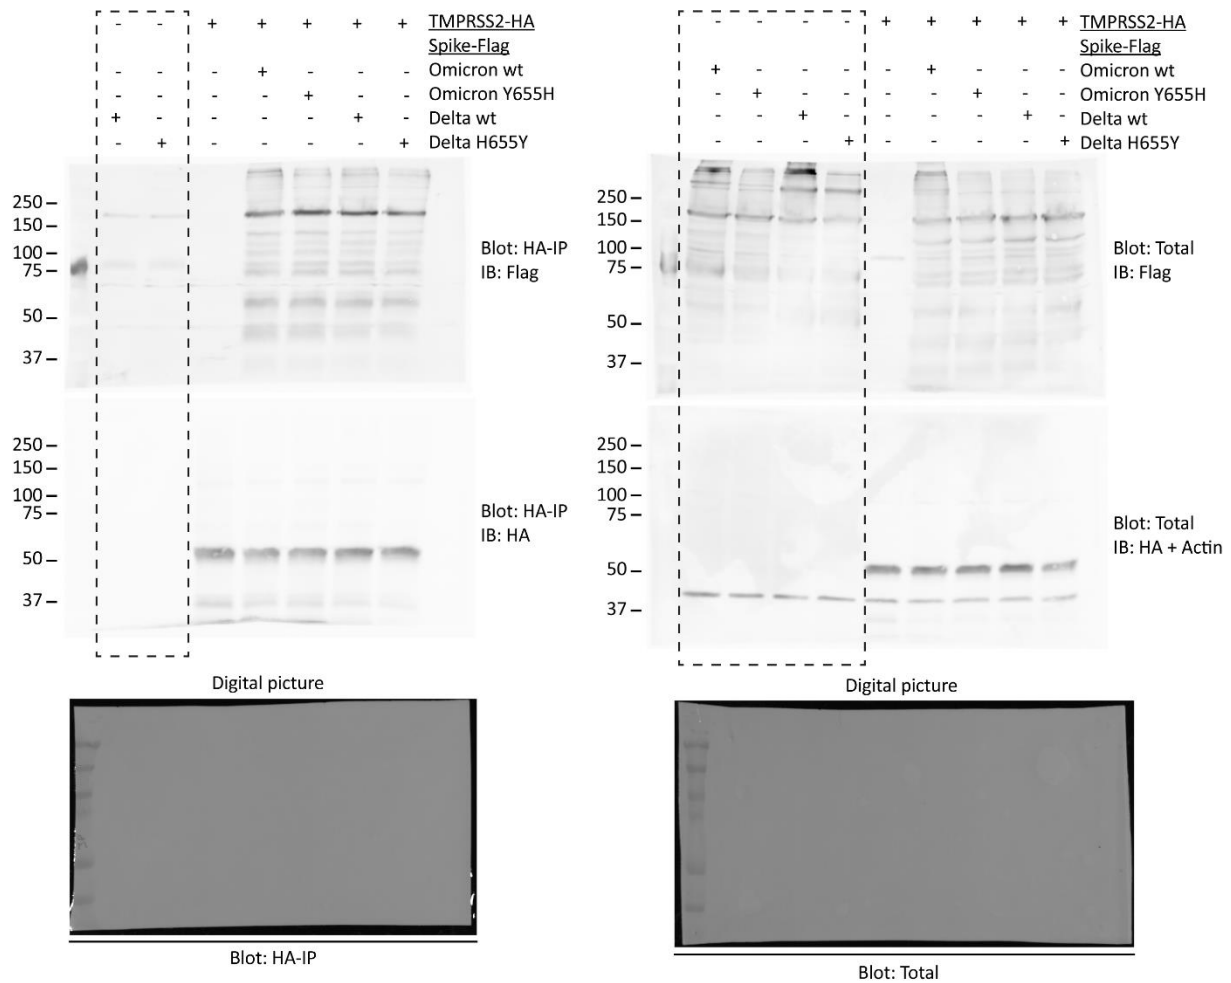 - - + + + + + TMPRSS2-HA
Spike-Flag
- - - + - - - Omicron wt
- - - - + - - Omicron Y655H
+ - - - - + - Delta wt
- + - - - - + Delta H655Y
250
150
100
75
50
37
Blot: HA-IP
IB: Flag
250
150
100
75
50
37
Blot: HA-IP
IB: HA
Digital picture
Blot: HA-IP
- - - - + + + + + TMPRSS2-HA
Spike-Flag
+ - - - - + - - - Omicron wt
- + - - - - + - - Omicron Y655H
- - + - - - - + - Delta wt
- - - + - - - - + Delta H655Y
250
150
100
75
50
37
Blot: Total
IB: Flag
250
150
100
75
50
37
Blot: Total
IB: HA + Actin
Digital picture
Blot: Total